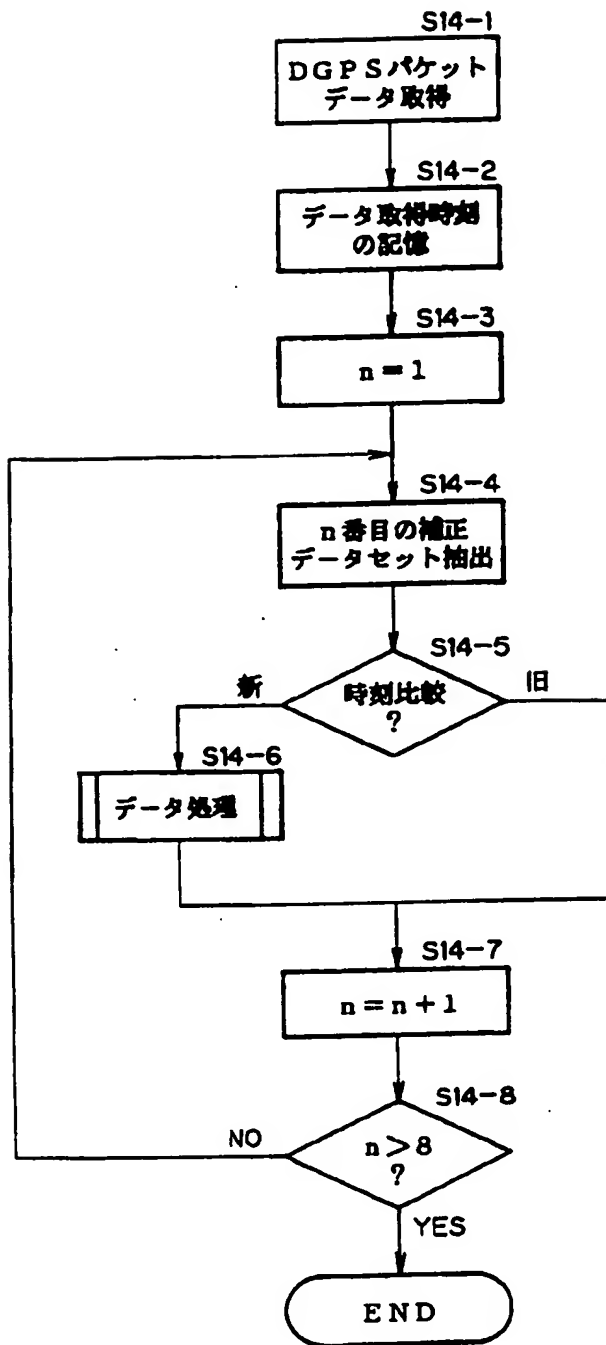 S14-1
DGPSパケット
データ取得
S14-2
データ取得時刻
の記憶
S14-3
n=1
S14-4
n番目の補正
データセット抽出
S14-5
新
時刻比較
?
旧
S14-6
データ処理
S14-7
n=n+1
S14-8
NO
n>8
?
YES
END